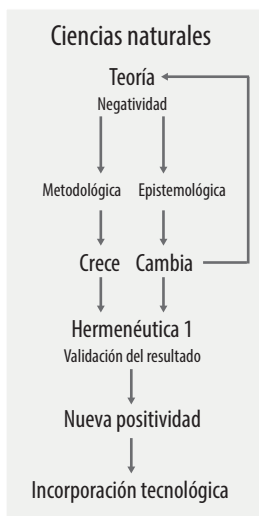 Ciencias naturales
Teoría
Negatividad
Metodológica Epistemológica
Crece Cambia
Hermenéutica 1
Validación del resultado
Nueva positividad
Incorporación tecnológica